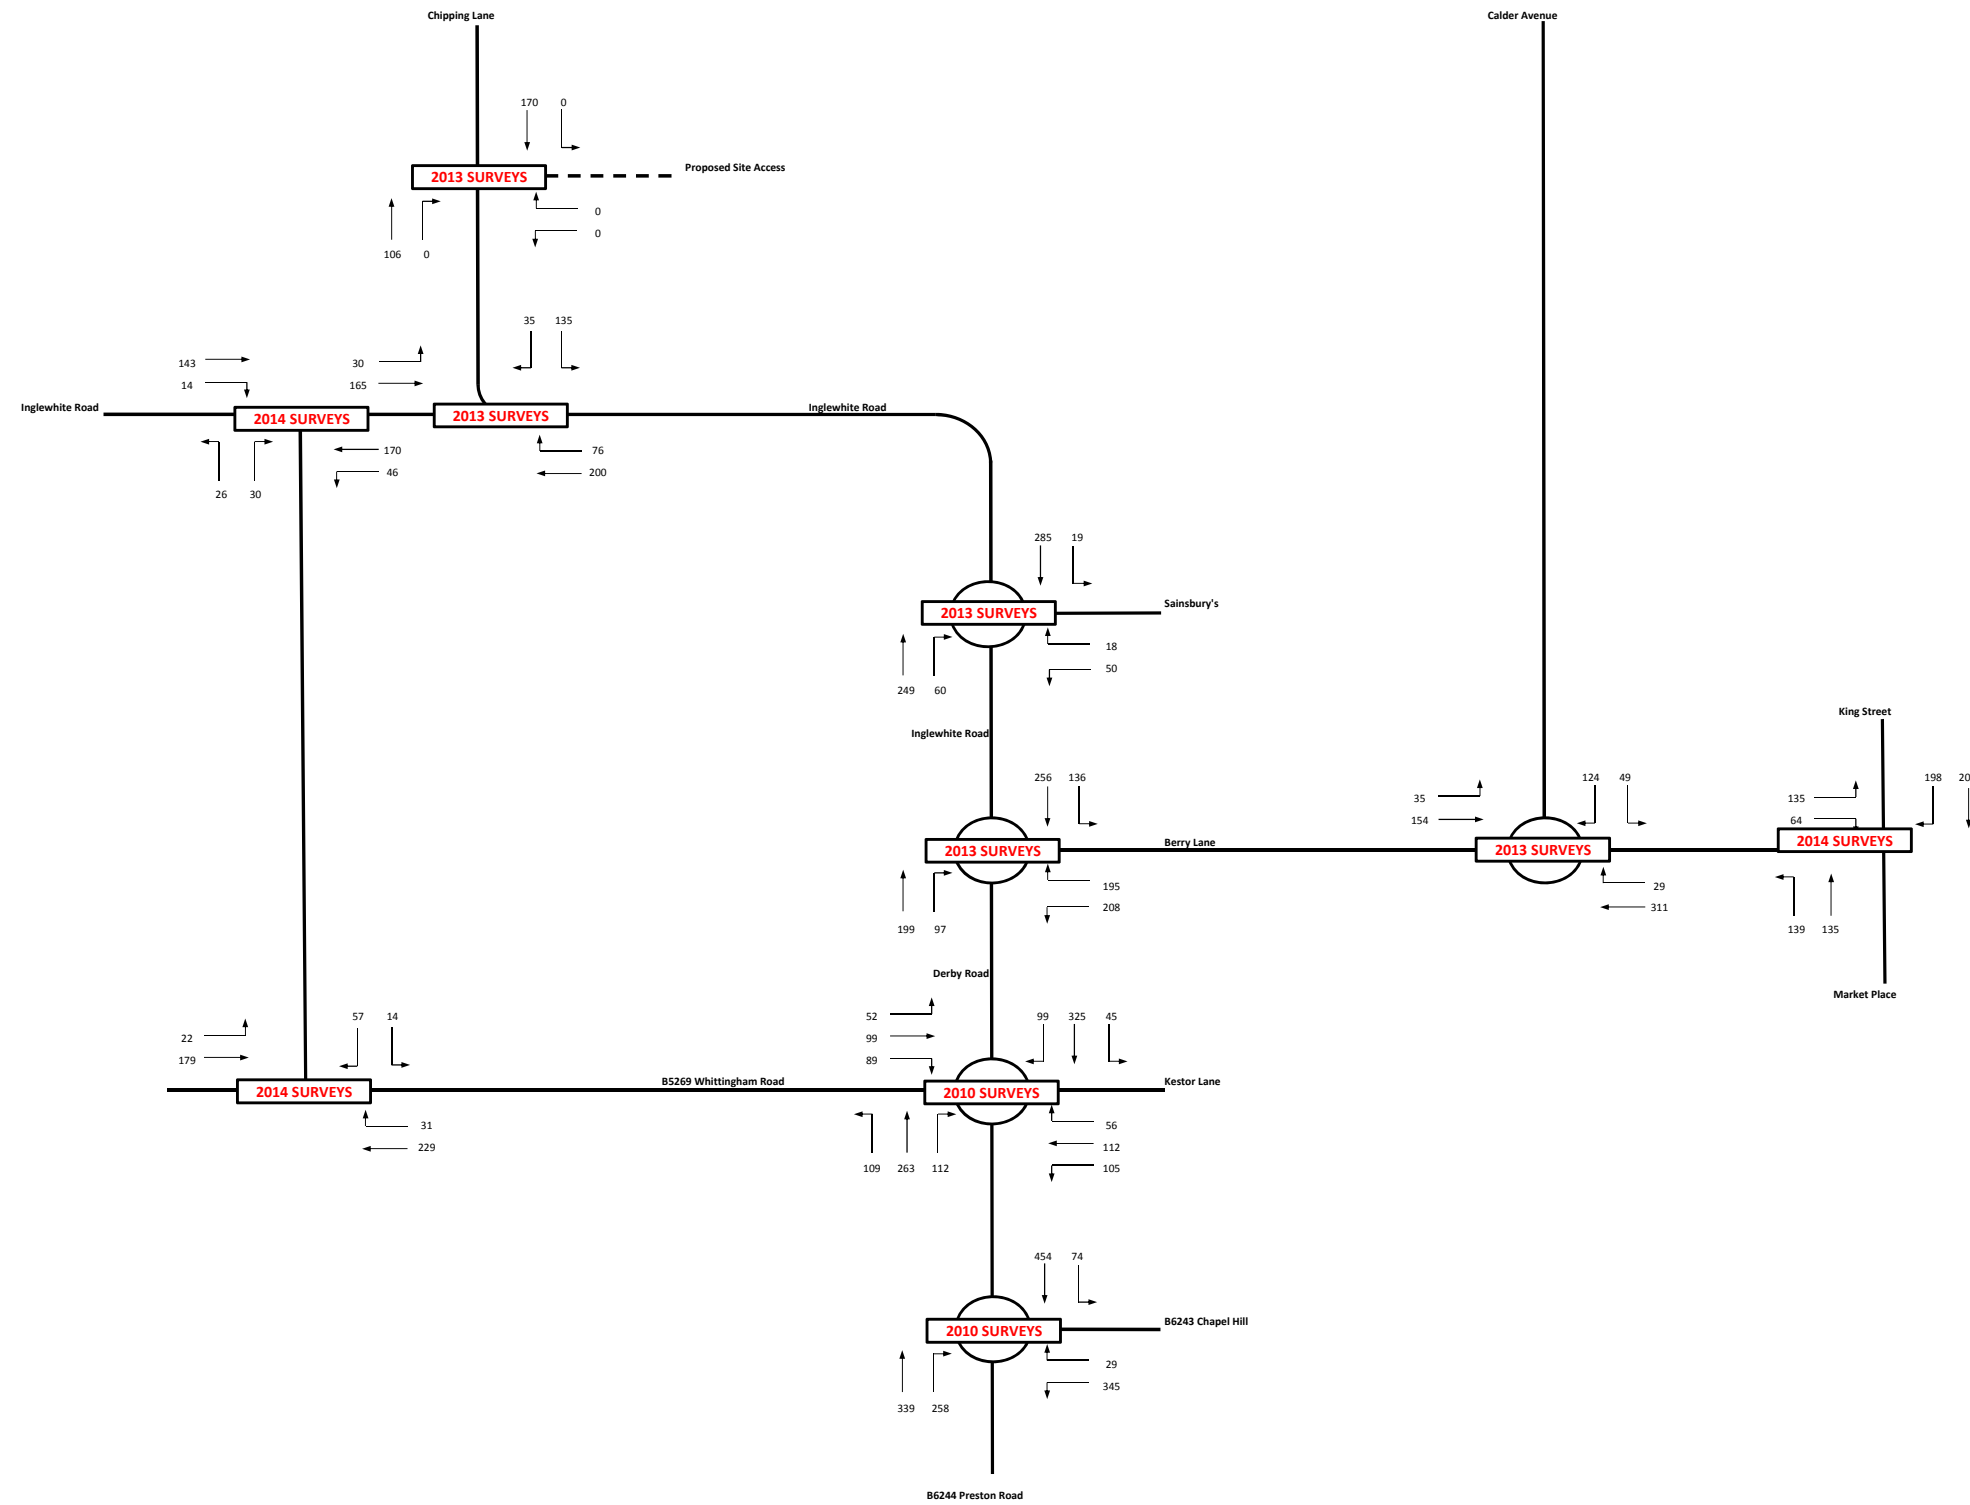 Chipping Lane
Calder Avenue
170 0
2013 SURVEYS
Proposed Site Access
0
0
106 0
35 135
143
14
30
165
Inglewhite Road
2014 SURVEYS
2013 SURVEYS
Inglewhite Road
170
46
76
200
26 30
285 19
2013 SURVEYS
Sainsbury's
18
50
249 60
Inglewhite Road
King Street
256 136
35
154
124 49
135
64
198 20
2013 SURVEYS
Berry Lane
2013 SURVEYS
2014 SURVEYS
195
208
29
311
199 97
139 135
Derby Road
Market Place
22
179
57 14
52
99
89
99 325 45
2014 SURVEYS
B5269 Whittingham Road
2010 SURVEYS
Kestor Lane
31
229
56
112
105
109 263 112
454 74
2010 SURVEYS
B6243 Chapel Hill
29
345
339 258
B6244 Preston Road